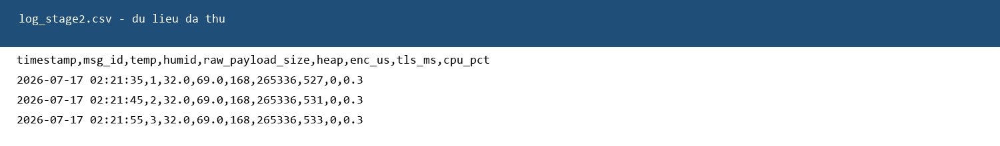 log_stage2.csv - du lieu da thu
timestamp,msg_id,temp,humid,raw_payload_size,heap,enc_us,tls_ms,cpu_pct
2026-07-17 02:21:35,1,32.0,69.0,168,265336,527,0,0.3
2026-07-17 02:21:45,2,32.0,69.0,168,265336,531,0,0.3
2026-07-17 02:21:55,3,32.0,69.0,168,265336,533,0,0.3